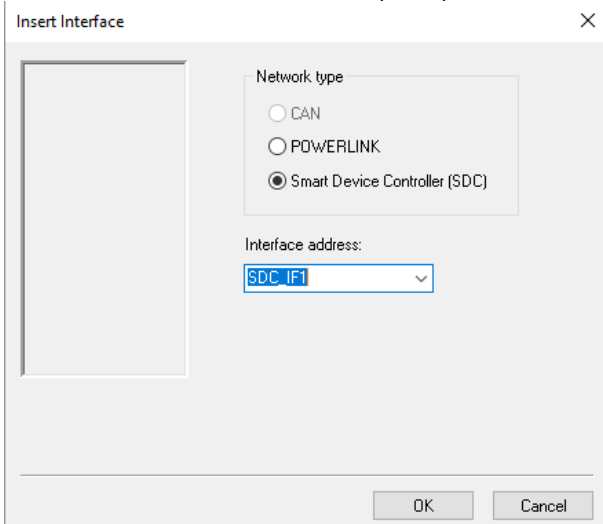 Insert Interface
Network type
CAN
POWERLINK
Smart Device Controller (SDC)
Interface address:
SDC_IF1
OK
Cancel